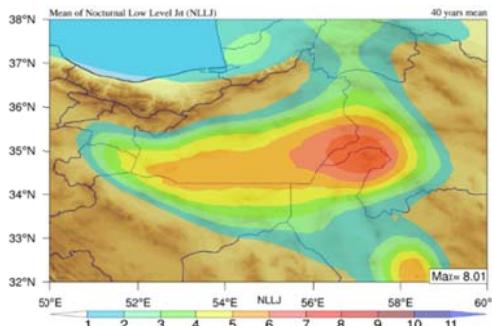 Mean of Nocturnal Low Level Jet (NLLJ) 40 years mean
38°N
37°N
36°N
35°N
34°N
33°N
32°N
Max= 8.01
50°E 52°E 54°E 56°E 58°E 60°E
NLLJ
1 2 3 4 5 6 7 8 9 10 11